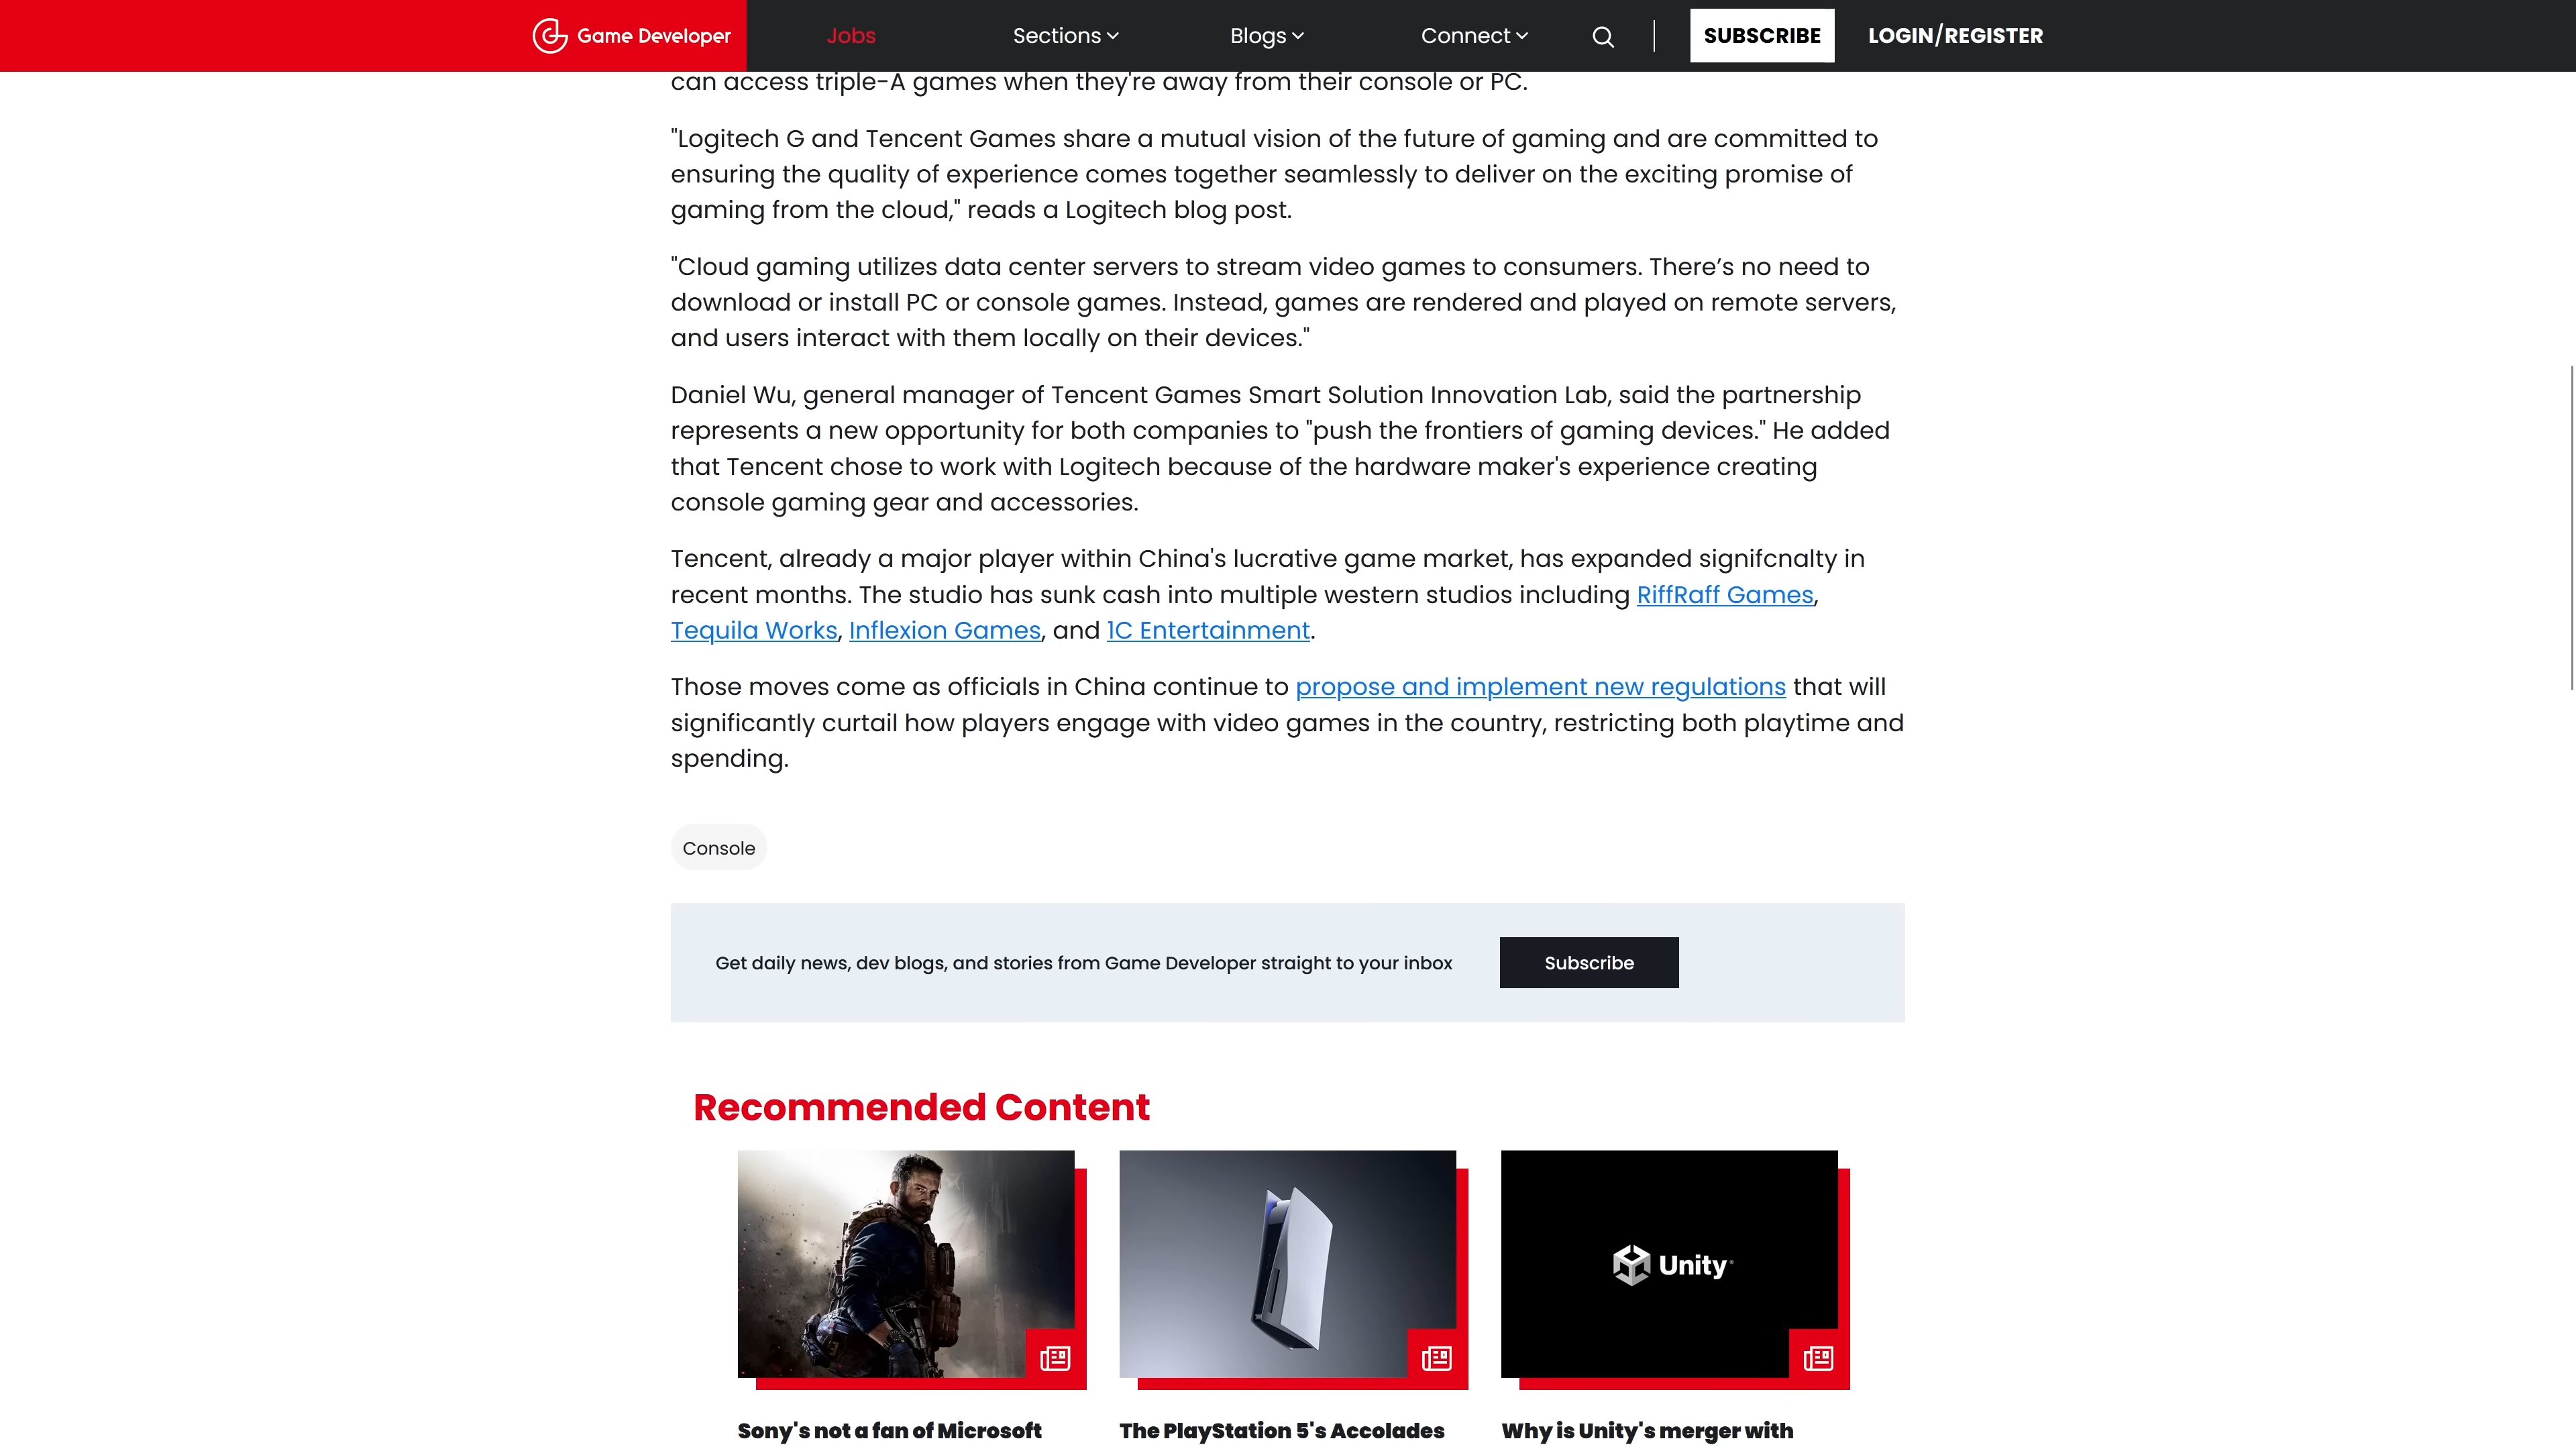 Game Developer
Jobs
Sections
Blogs
Connect
SUBSCRIBE
LOGIN/REGISTER
can access triple-A games when they're away from their console or PC.
"Logitech G and Tencent Games share a mutual vision of the future of gaming and are committed to
ensuring the quality of experience comes together seamlessly to deliver on the exciting promise of
gaming from the cloud," reads a Logitech blog post.
"Cloud gaming utilizes data center servers to stream video games to consumers. There’s no need to
download or install PC or console games. Instead, games are rendered and played on remote servers,
and users interact with them locally on their devices."
Daniel Wu, general manager of Tencent Games Smart Solution Innovation Lab, said the partnership
represents a new opportunity for both companies to "push the frontiers of gaming devices." He added
that Tencent chose to work with Logitech because of the hardware maker's experience creating
console gaming gear and accessories.
Tencent, already a major player within China's lucrative game market, has expanded signifcnalty in
recent months. The studio has sunk cash into multiple western studios including RiffRaff Games,
Tequila Works, Inflexion Games, and 1C Entertainment.
Those moves come as officials in China continue to propose and implement new regulations that will
significantly curtail how players engage with video games in the country, restricting both playtime and
spending.
Console
Get daily news, dev blogs, and stories from Game Developer straight to your inbox
Subscribe
Recommended Content
Unity
Sony's not a fan of Microsoft
The PlayStation 5's Accolades
Why is Unity's merger with